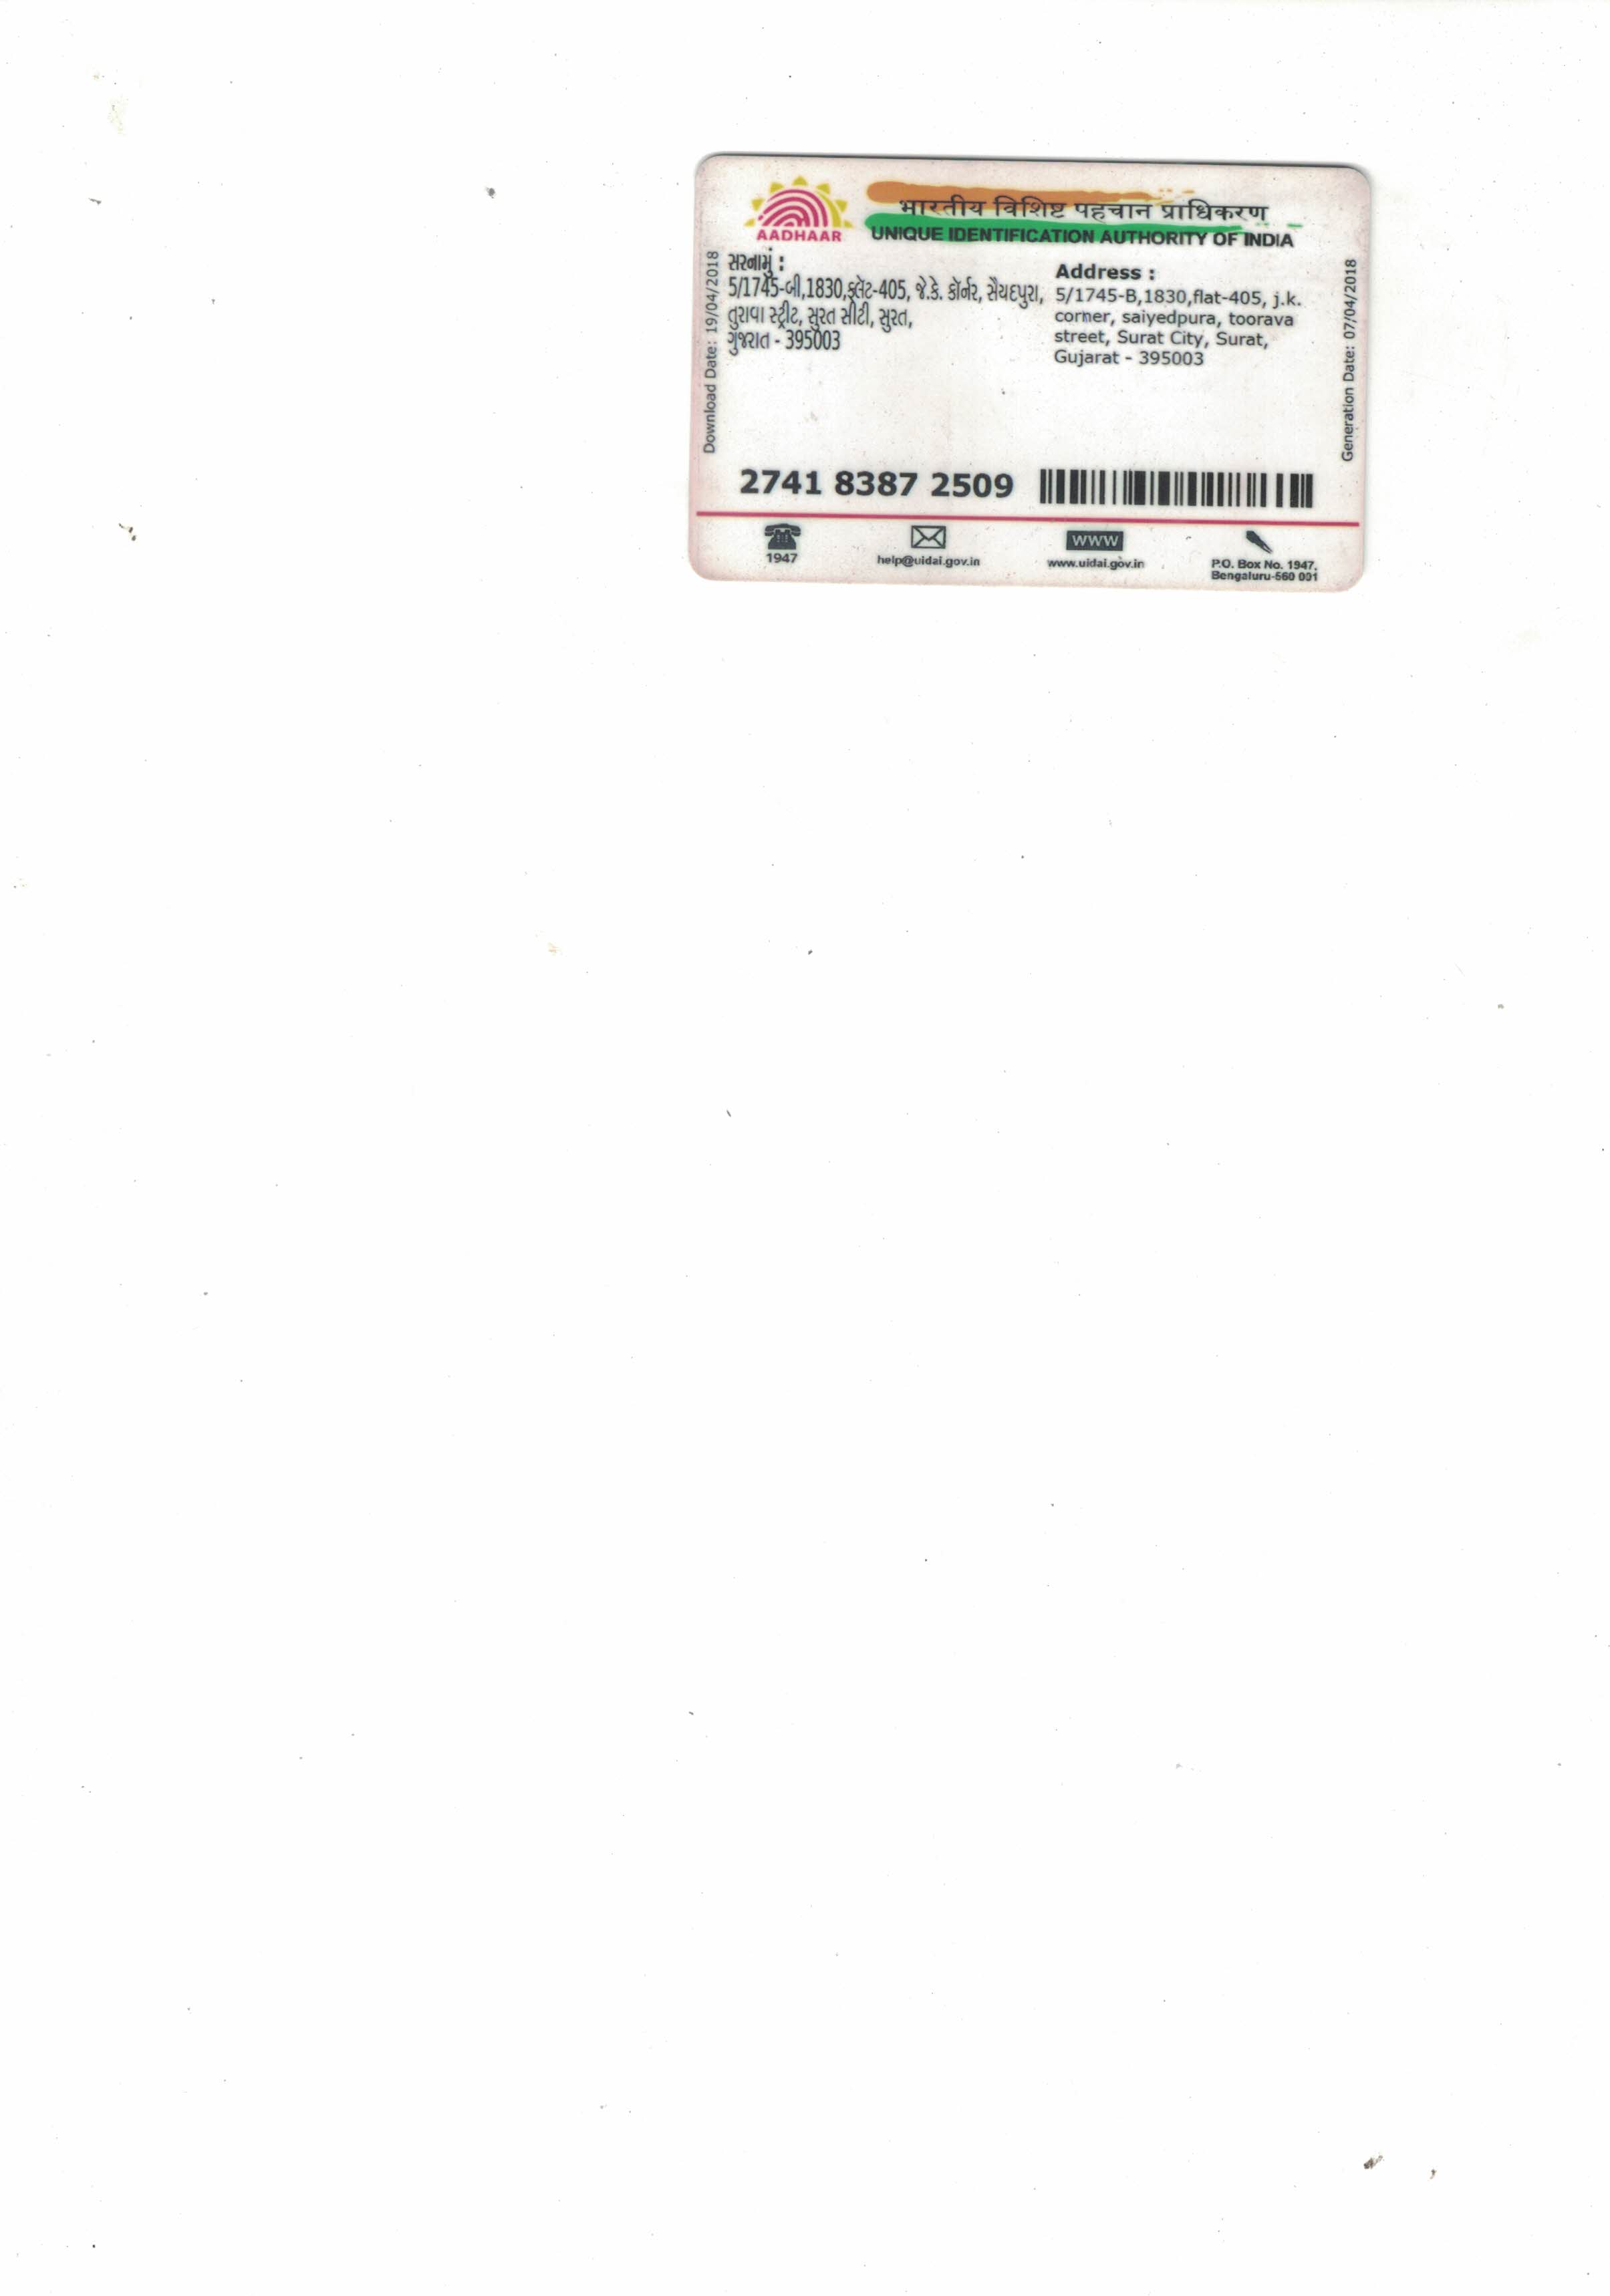 AADHAAR
भारतीय विशिष्ट पहचान प्राधिकरण
UNIQUE IDENTIFICATION AUTHORITY OF INDIA
Download Date: 19/04/2018
સરનામું :
5/1745-બી,1830,ફ્લેટ-405, જે.કે. કોર્નર, સૈયદપુરા,
તુરાવા સ્ટ્રીટ, સુરત સીટી, સુરત,
ગુજરાત - 395003
Address :
5/1745-B,1830,flat-405, j.k.
corner, saiyedpura, toorava
street, Surat City, Surat,
Gujarat - 395003
Generation Date: 07/04/2018
2741 8387 2509
1947
help@uidai.gov.in
WWW
www.uidai.gov.in
P.O. Box No. 1947,
Bengaluru-560 001